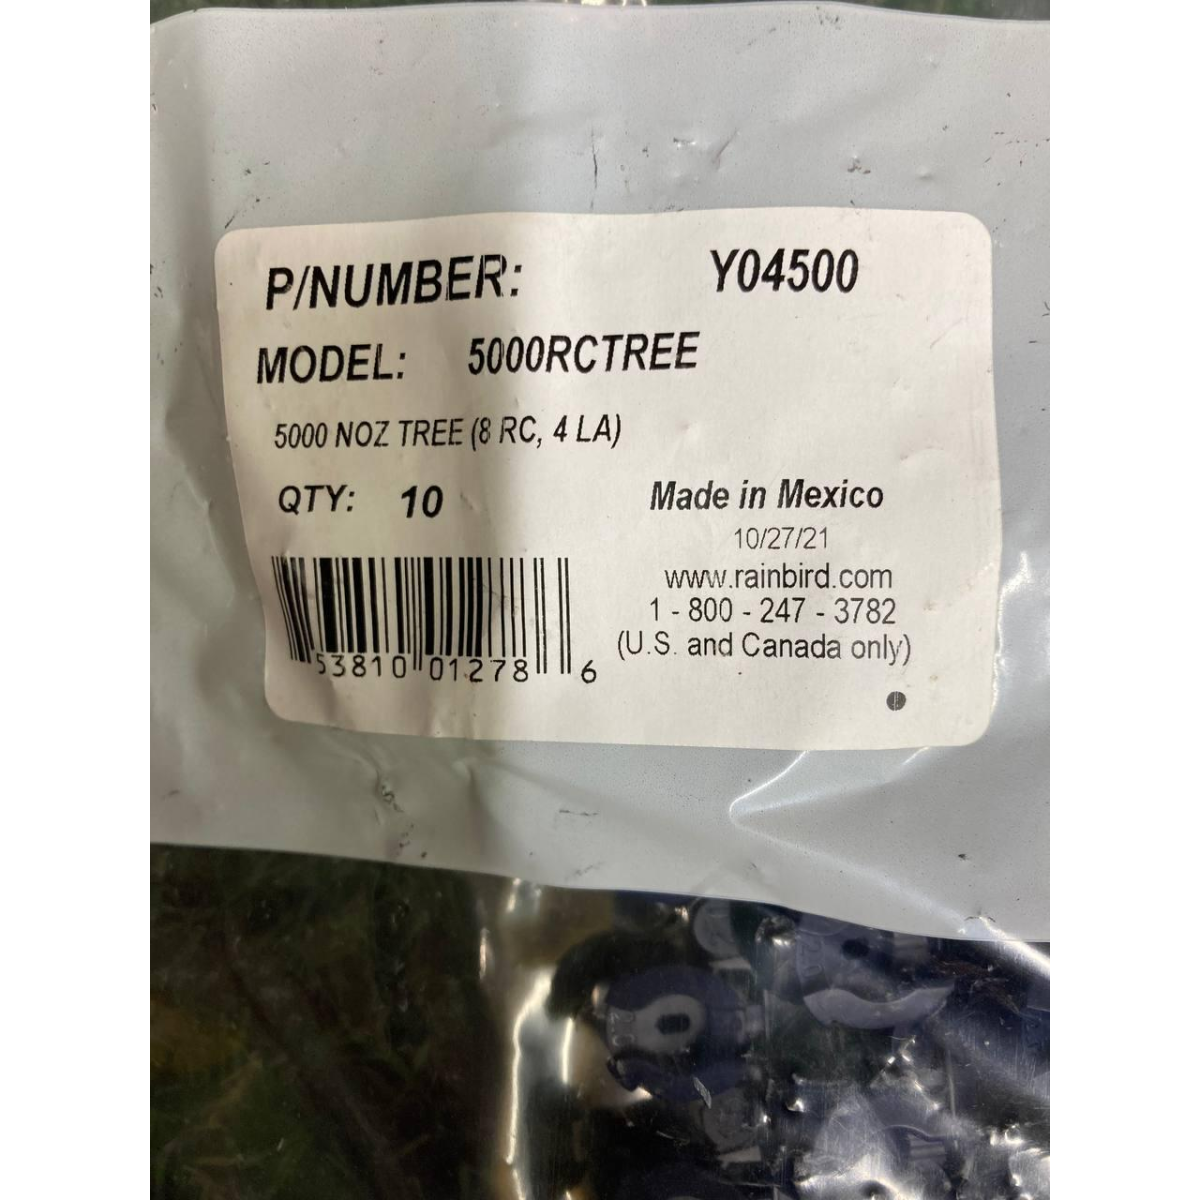 P/NUMBER: Y04500
MODEL: 5000RCTREE
5000 NOZ TREE (8 RC, 4 LA)
QTY: 10
Made in Mexico
10/27/21
www.rainbird.com
1 - 800 - 247 - 3782
(U.S. and Canada only)
53810 01278 6